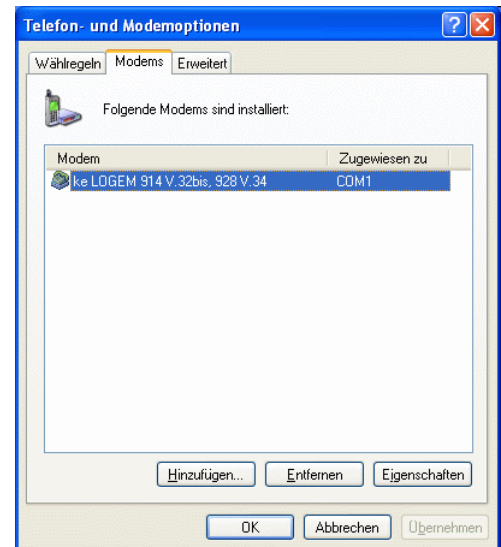 Telefon- und Modemoptionen
Wählregeln Modems Erweitert
Folgende Modems sind installiert:
Modem Zugewiesen zu
ke LOGEM 914 V.32bis, 928 V.34 COM1
Hinzufügen... Entfernen Eigenschaften
OK Abbrechen Übernehmen